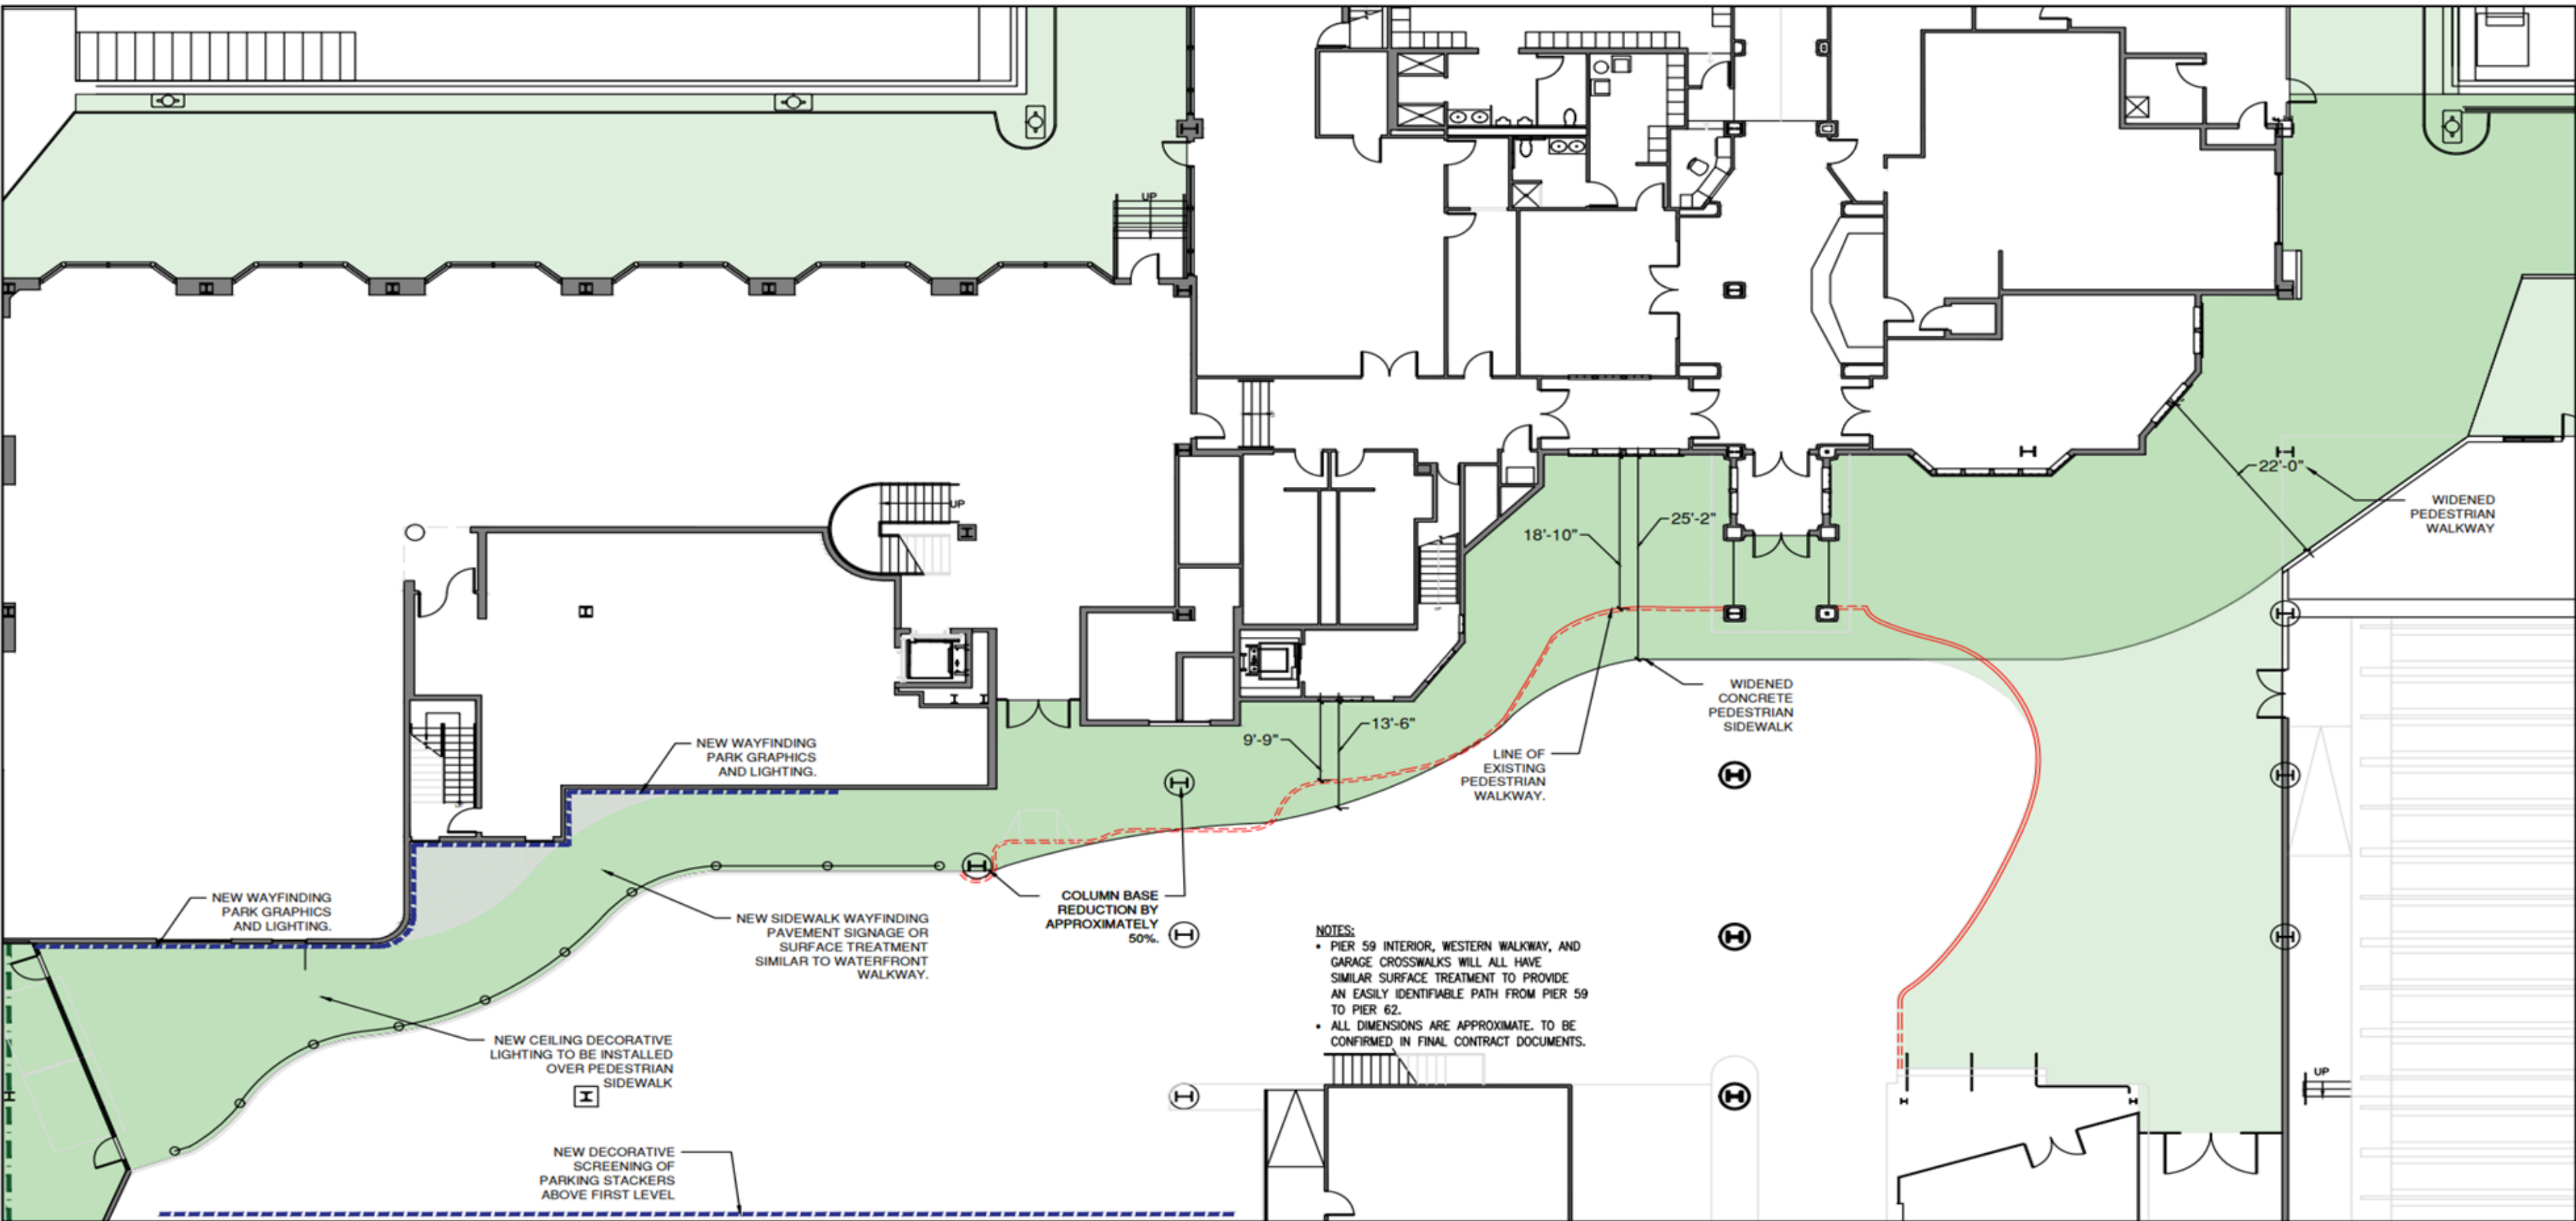 UP
UP
18'-10"
25'-2"
22'-0"
WIDENED
PEDESTRIAN
WALKWAY
WIDENED
CONCRETE
PEDESTRIAN
SIDEWALK
13'-6"
9'-9"
LINE OF
EXISTING
PEDESTRIAN
WALKWAY.
NEW WAYFINDING
PARK GRAPHICS
AND LIGHTING.
NEW WAYFINDING
PARK GRAPHICS
AND LIGHTING.
COLUMN BASE
REDUCTION BY
APPROXIMATELY
50%.
NEW SIDEWALK WAYFINDING
PAVEMENT SIGNAGE OR
SURFACE TREATMENT
SIMILAR TO WATERFRONT
WALKWAY.
NOTES:
• PIER 59 INTERIOR, WESTERN WALKWAY, AND
GARAGE CROSSWALKS WILL ALL HAVE
SIMILAR SURFACE TREATMENT TO PROVIDE
AN EASILY IDENTIFIABLE PATH FROM PIER 59
TO PIER 62.
• ALL DIMENSIONS ARE APPROXIMATE. TO BE
CONFIRMED IN FINAL CONTRACT DOCUMENTS.
NEW CEILING DECORATIVE
LIGHTING TO BE INSTALLED
OVER PEDESTRIAN
SIDEWALK
UP
NEW DECORATIVE
SCREENING OF
PARKING STACKERS
ABOVE FIRST LEVEL